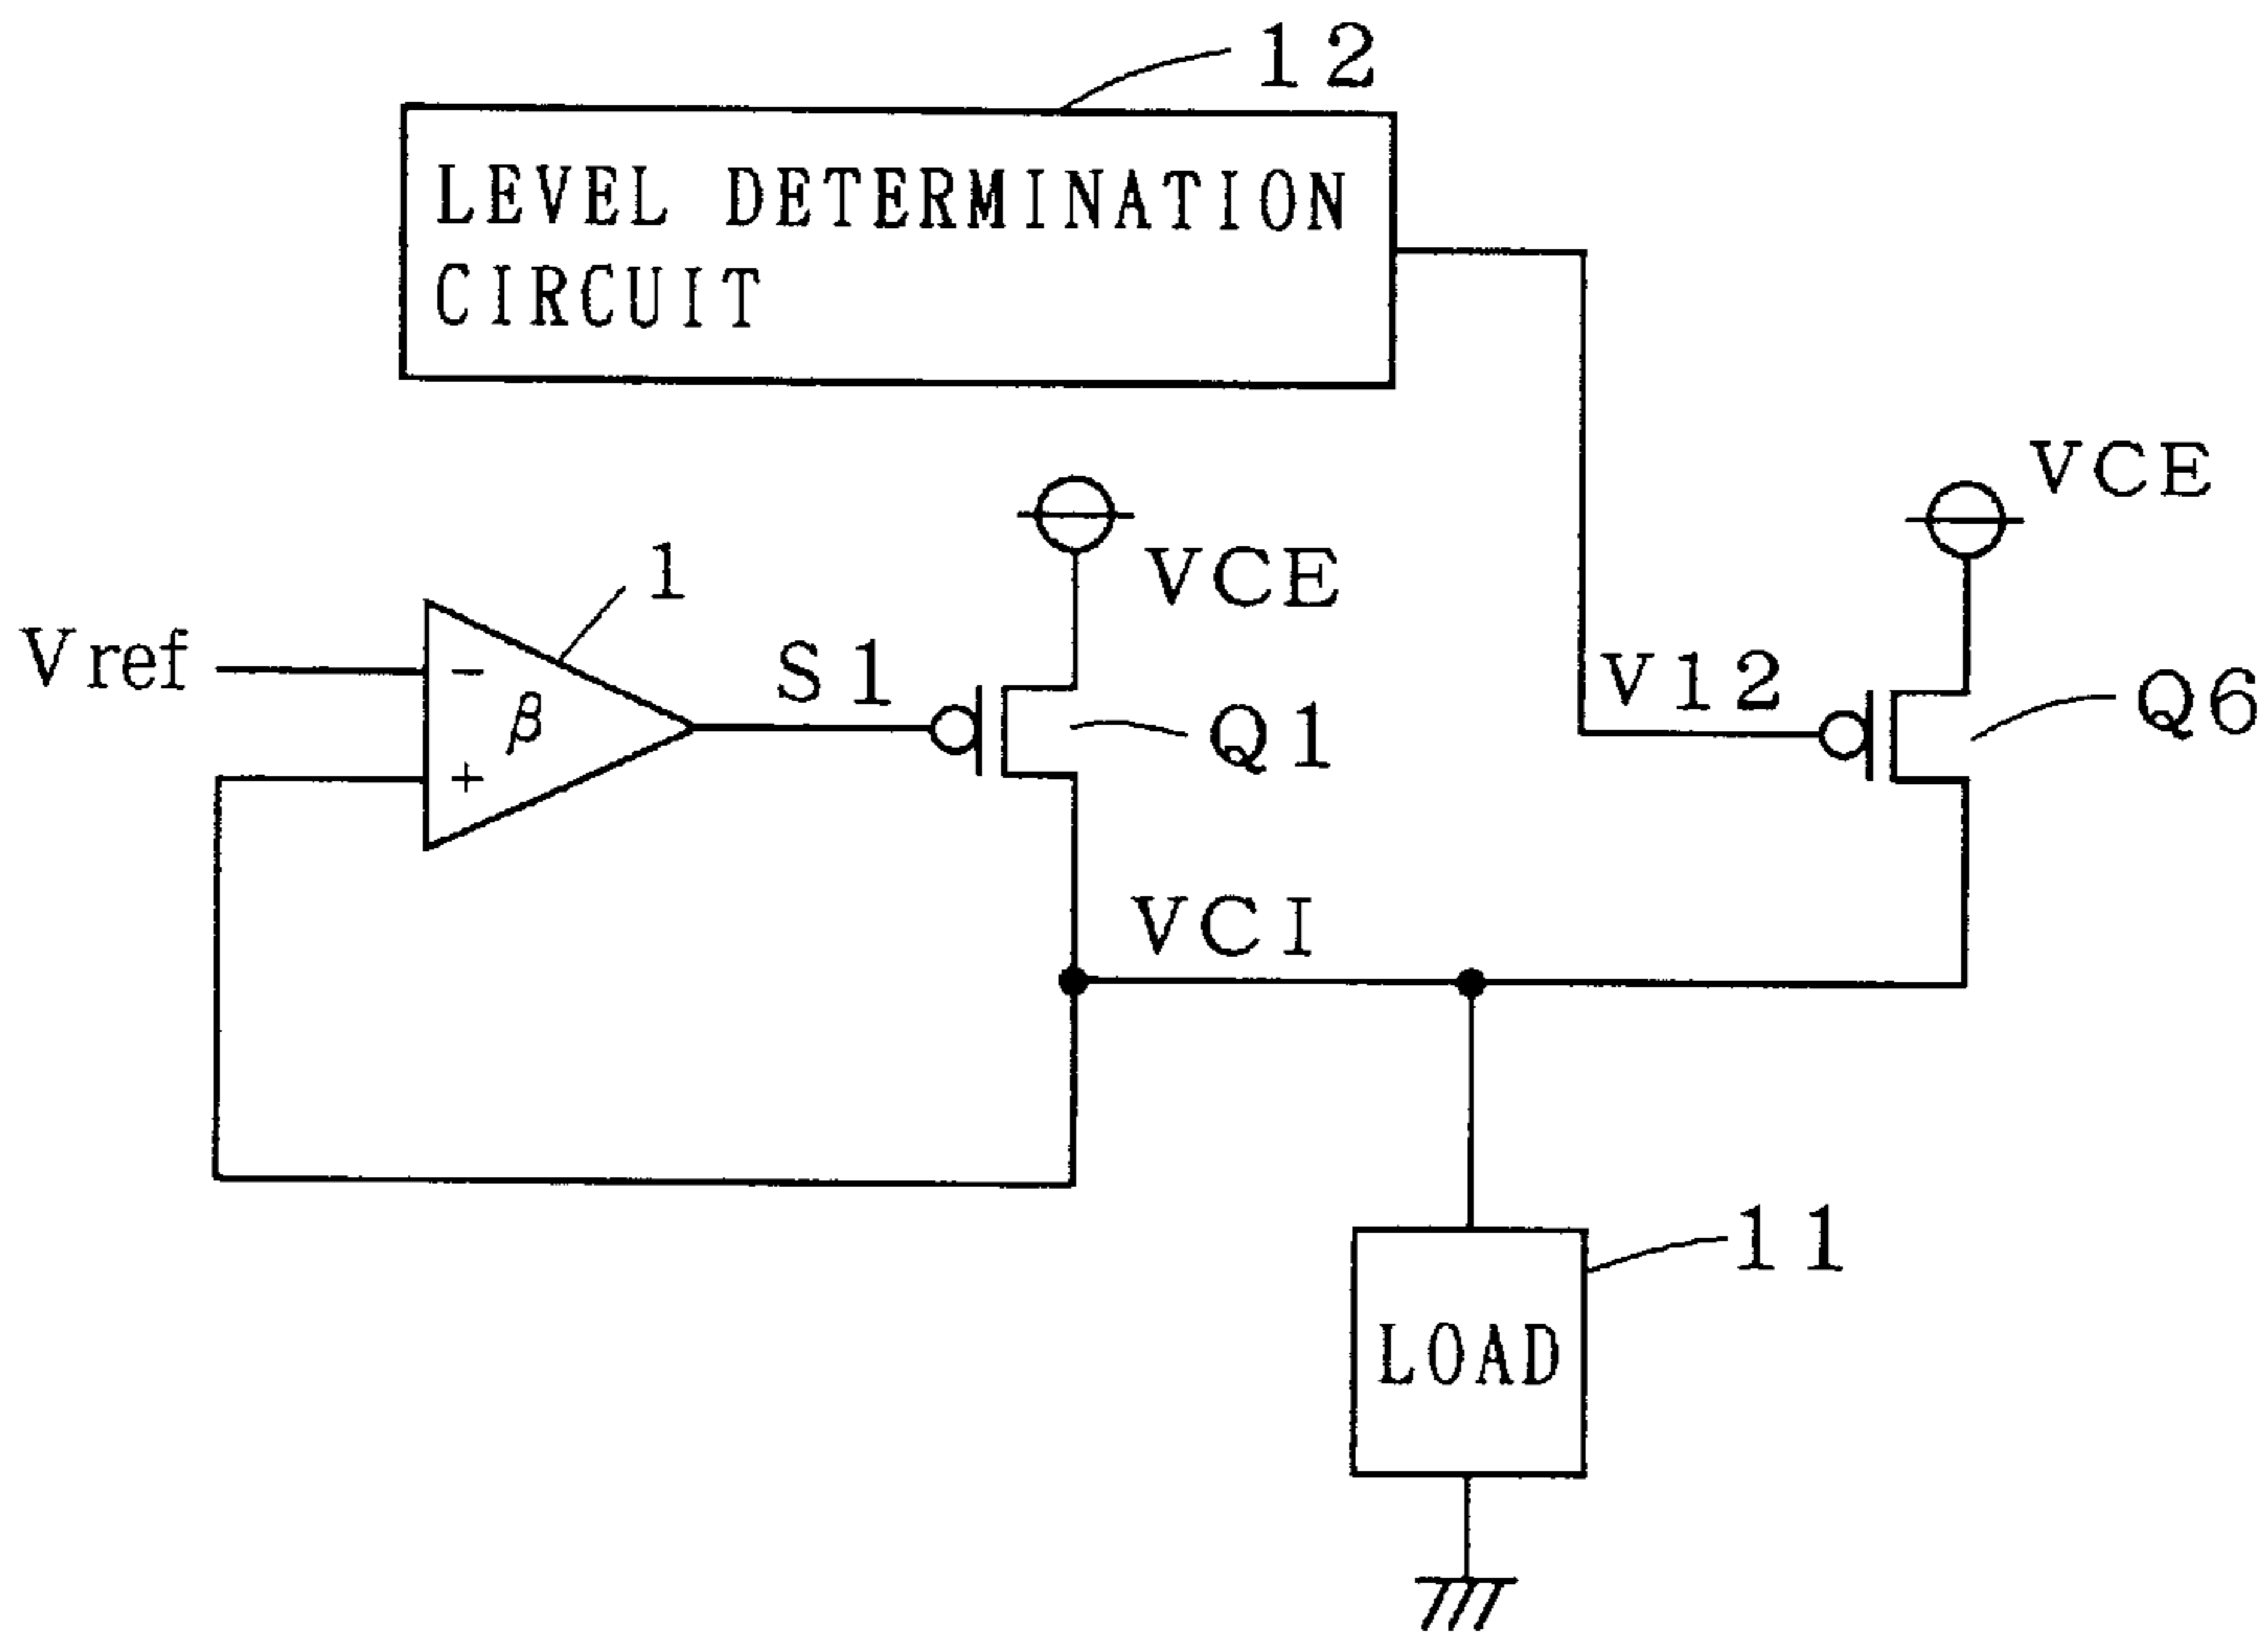 12
LEVEL DETERMINATION
CIRCUIT
VCE
VCE
1
Vref
-
β
+
S1
Q1
V12
Q6
VCI
11
LOAD